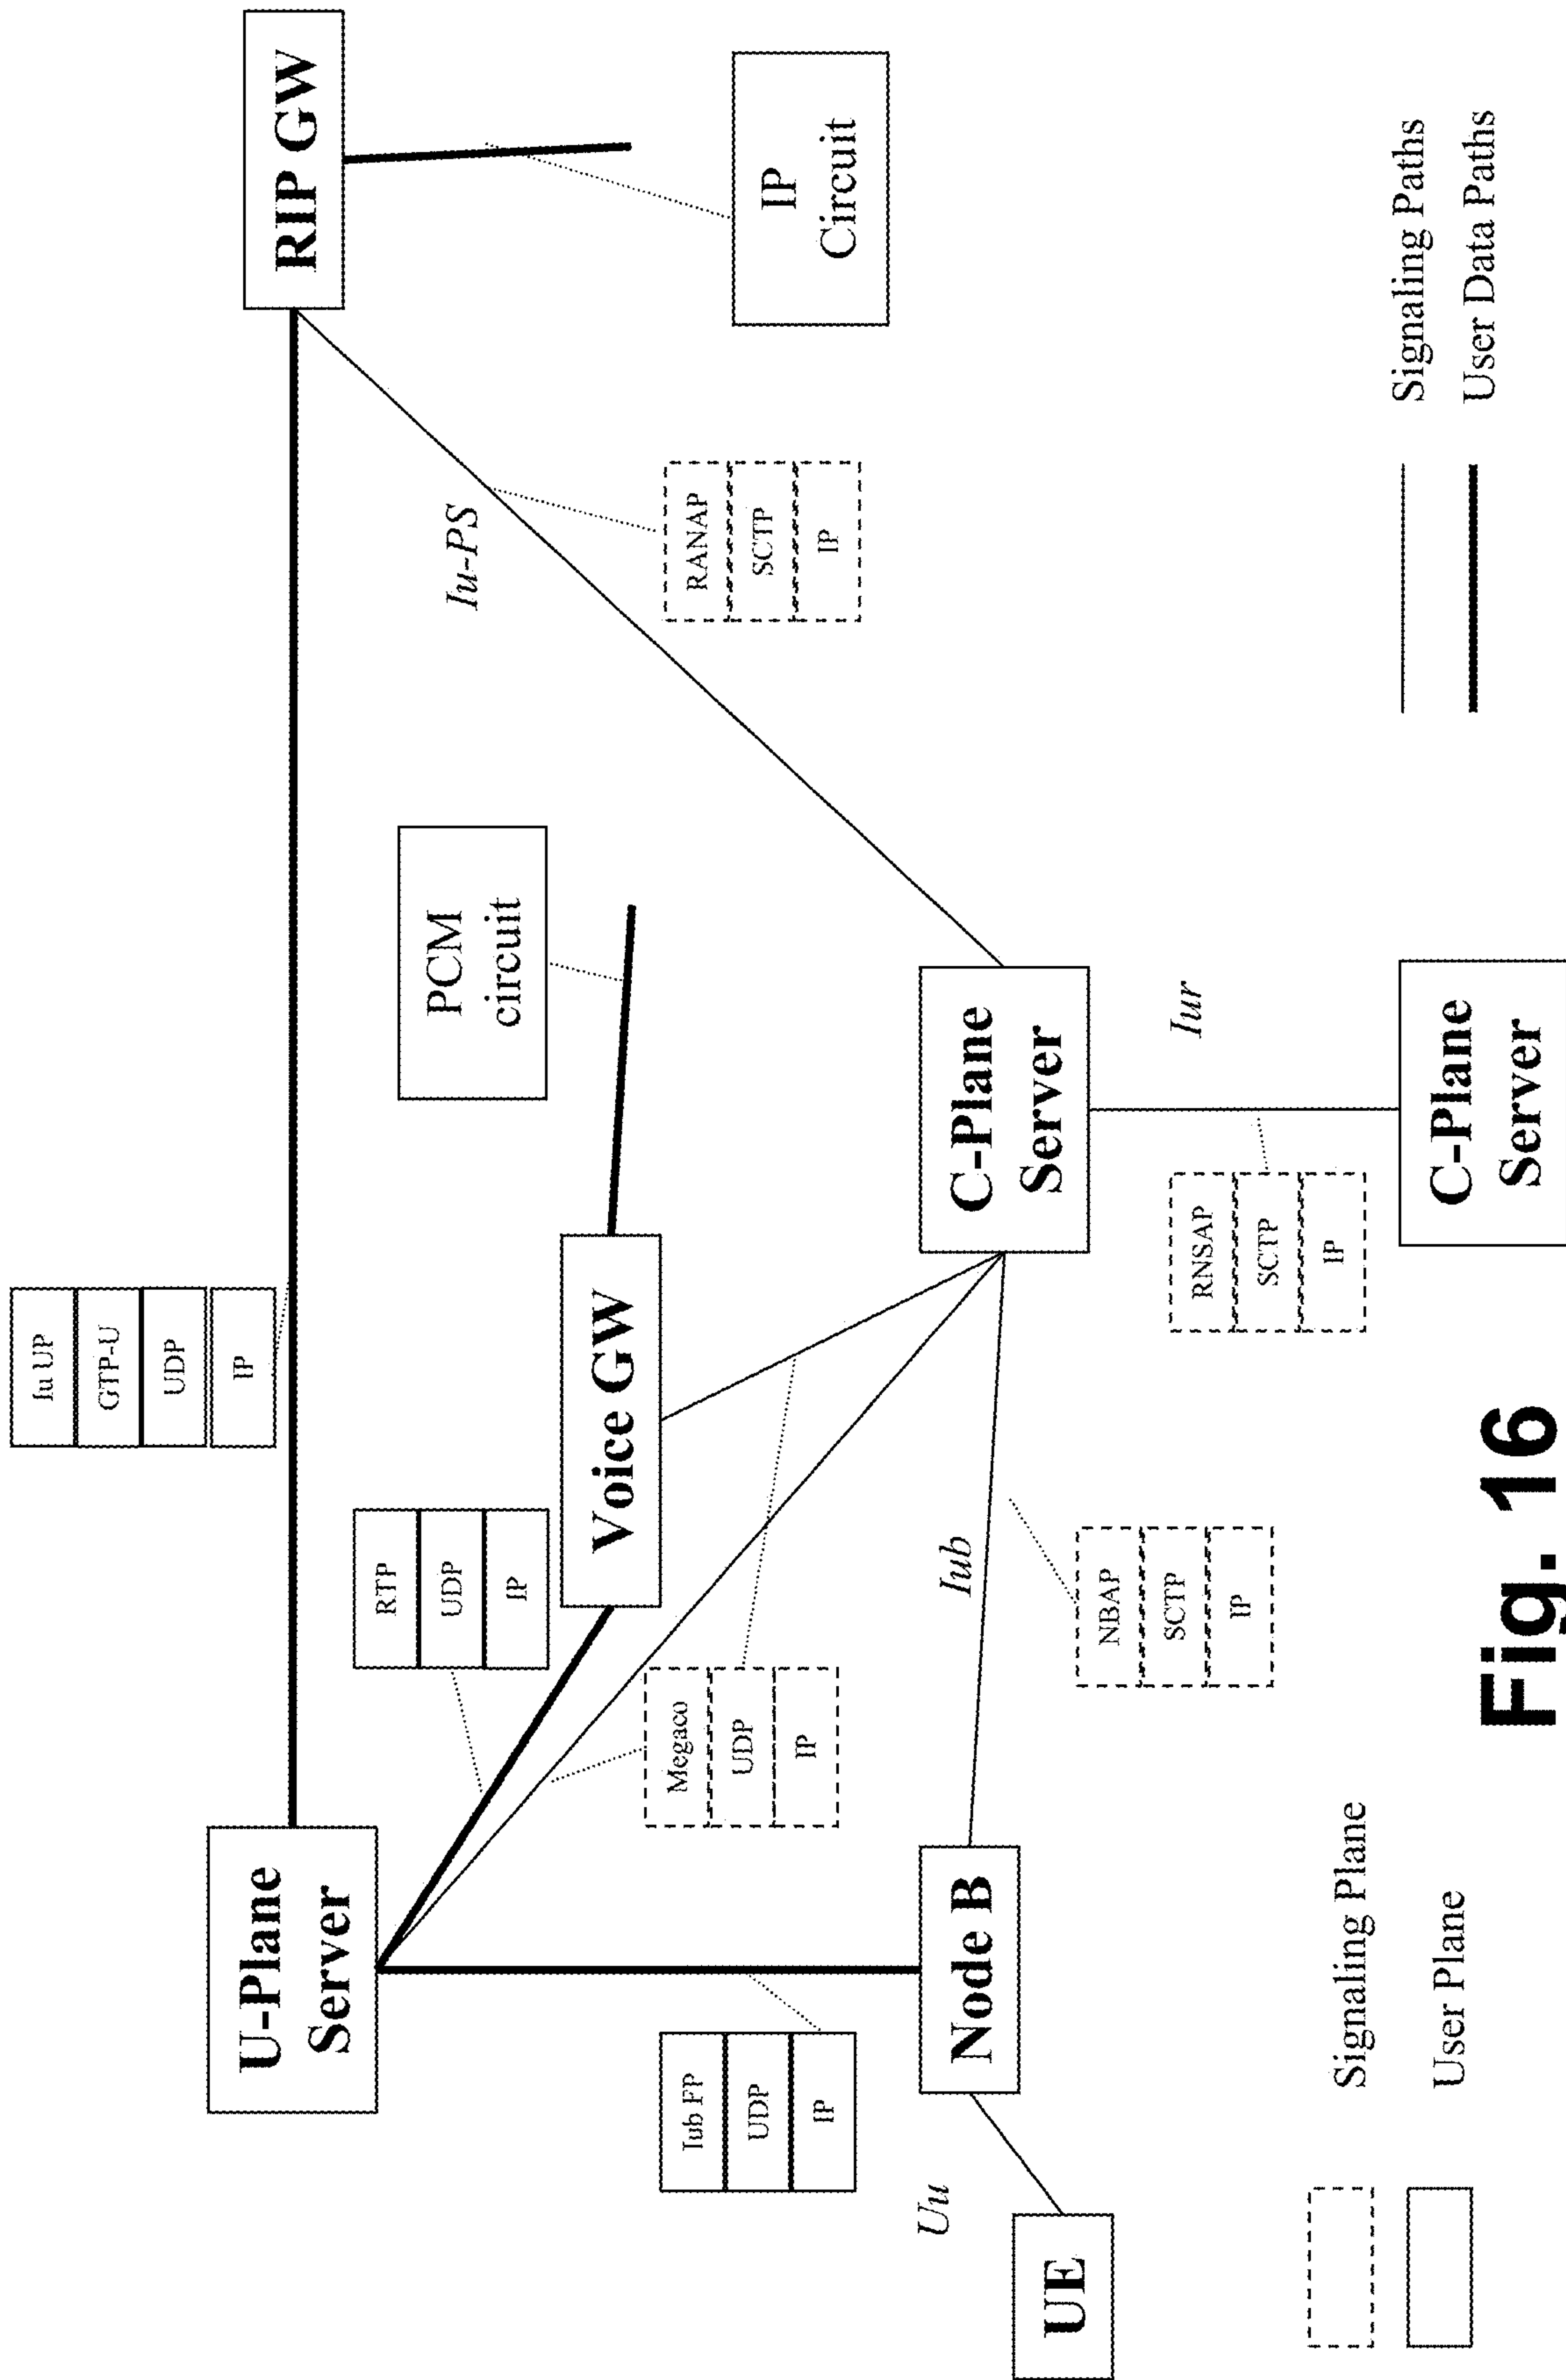 Iu UP
GTP-U
UDP
IP
U-Plane
Server
RIP GW
RTP
UDP
IP
PCM
circuit
Iu-PS
Voice GW
Iub FP
UDP
IP
Megaco
UDP
IP
RANAP
SCTP
IP
IP
Circuit
Uu
Node B
Iub
C-Plane
Server
UE
NBAP
SCTP
IP
RNSAP
SCTP
IP
Iur
Signaling Plane
User Plane
C-Plane
Server
Signaling Paths
User Data Paths
Fig. 16